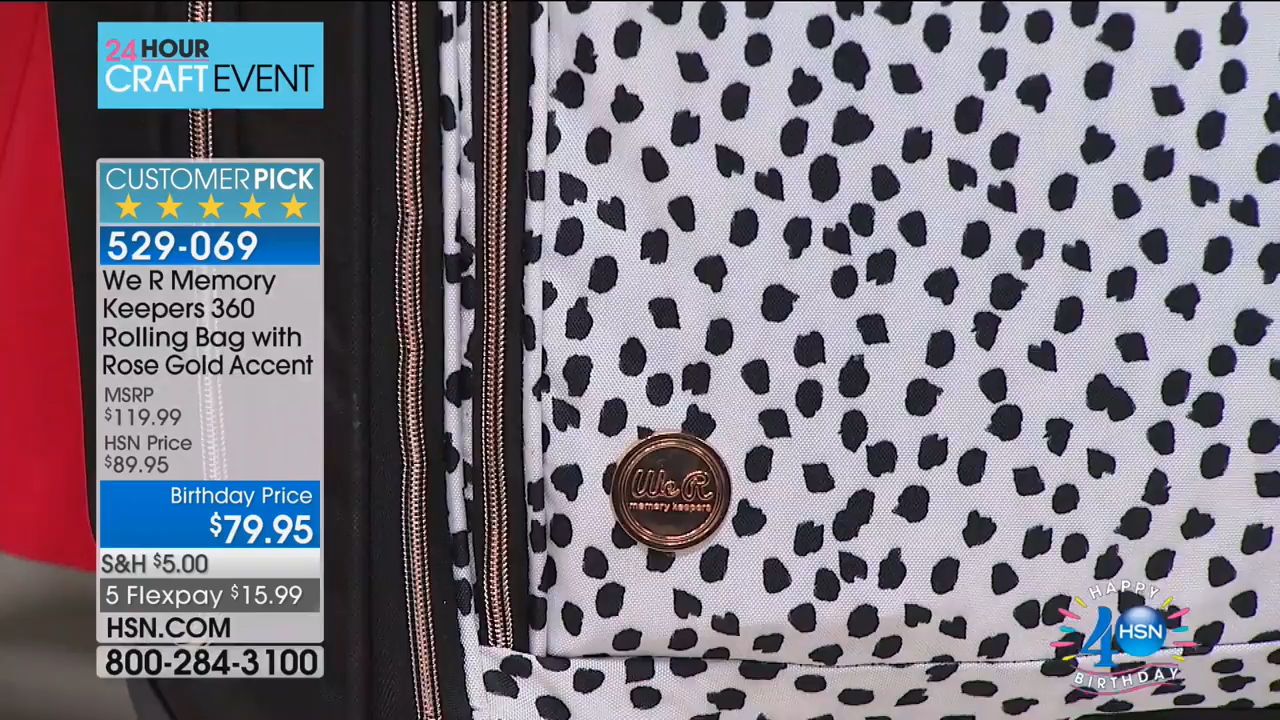 24 HOUR
CRAFT EVENT
CUSTOMER PICK
529-069
We R Memory
Keepers 360
Rolling Bag with
Rose Gold Accent
MSRP
$119.99
HSN Price
$89.95
Birthday Price
$79.95
S&H $5.00
5 Flexpay $15.99
HSN.COM
800-284-3100
We R
memory keepers
HAPPY
40 HSN
BIRTHDAY